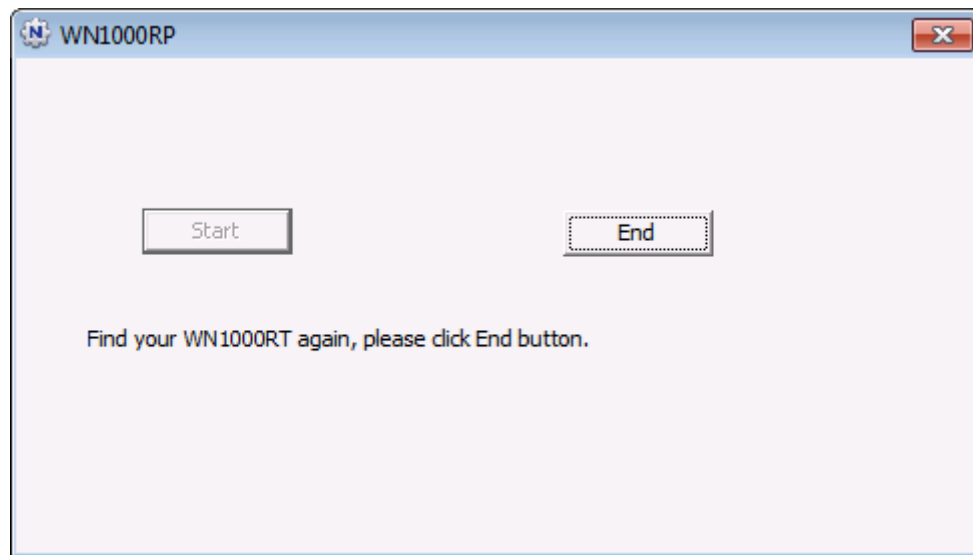 WN1000RP
Start
End
Find your WN1000RT again, please click End button.